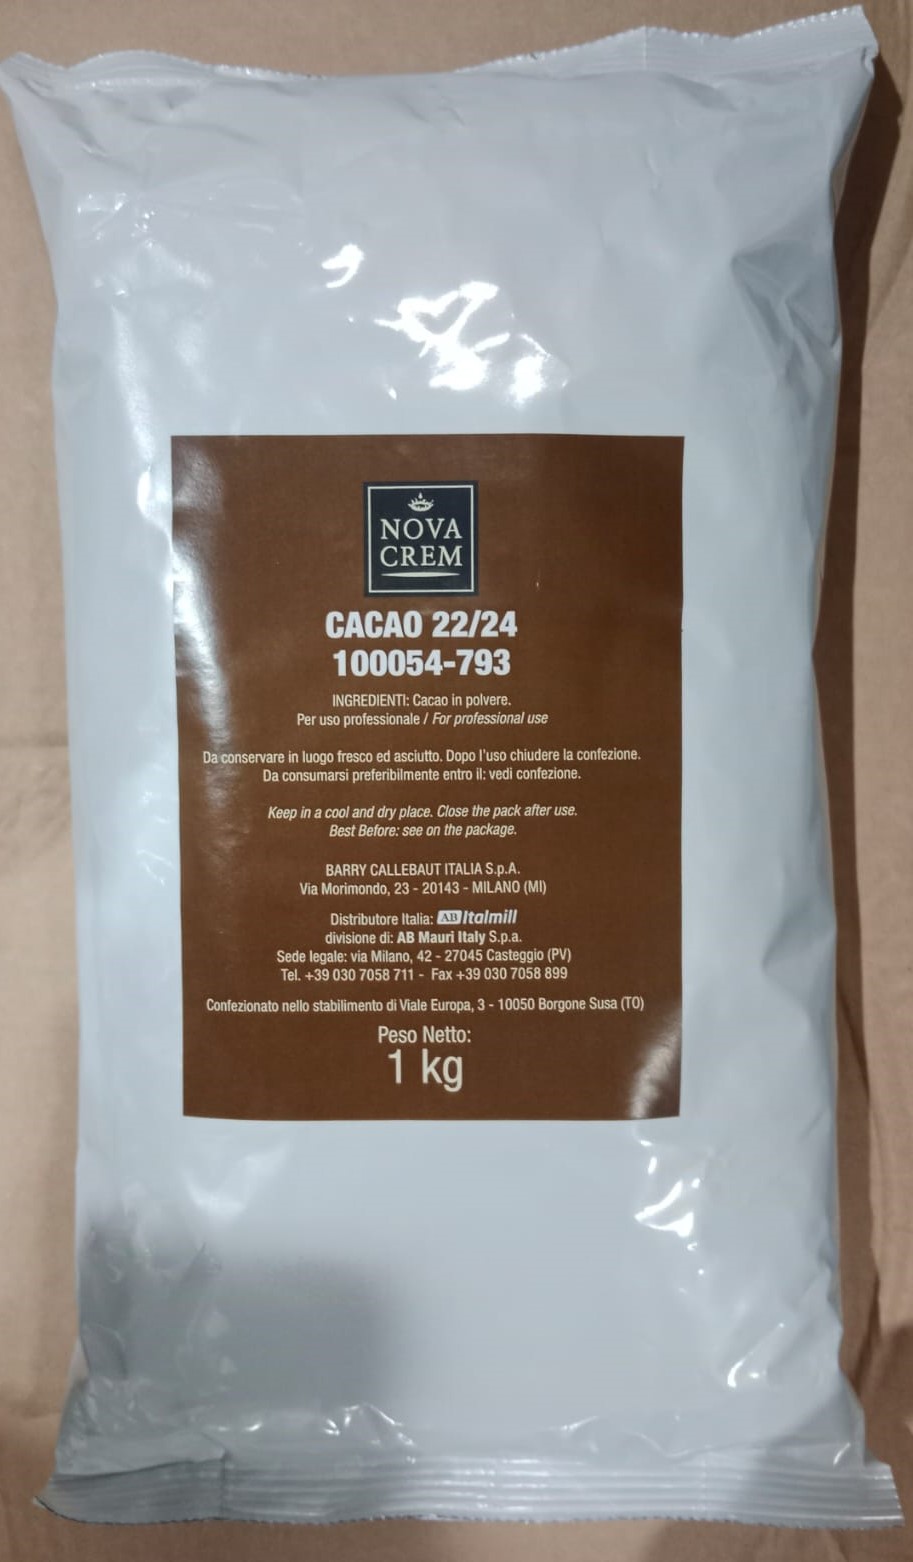 NOVA
CREM
CACAO 22/24
100054-793
INGREDIENTI: Cacao in polvere.
Per uso professionale / For professional use
Da conservare in luogo fresco ed asciutto. Dopo l'uso chiudere la confezione.
Da consumarsi preferibilmente entro il: vedi confezione.
Keep in a cool and dry place. Close the pack after use.
Best Before: see on the package.
BARRY CALLEBAUT ITALIA S.p.A.
Via Morimondo, 23 - 20143 - MILANO (MI)
Distributore Italia: AB Italmill
divisione di: AB Mauri Italy S.p.a.
Sede legale: via Milano, 42 - 27045 Casteggio (PV)
Tel. +39 030 7058 711 - Fax +39 030 7058 899
Confezionato nello stabilimento di Viale Europa, 3 - 10050 Borgone Susa (TO)
Peso Netto:
1 kg